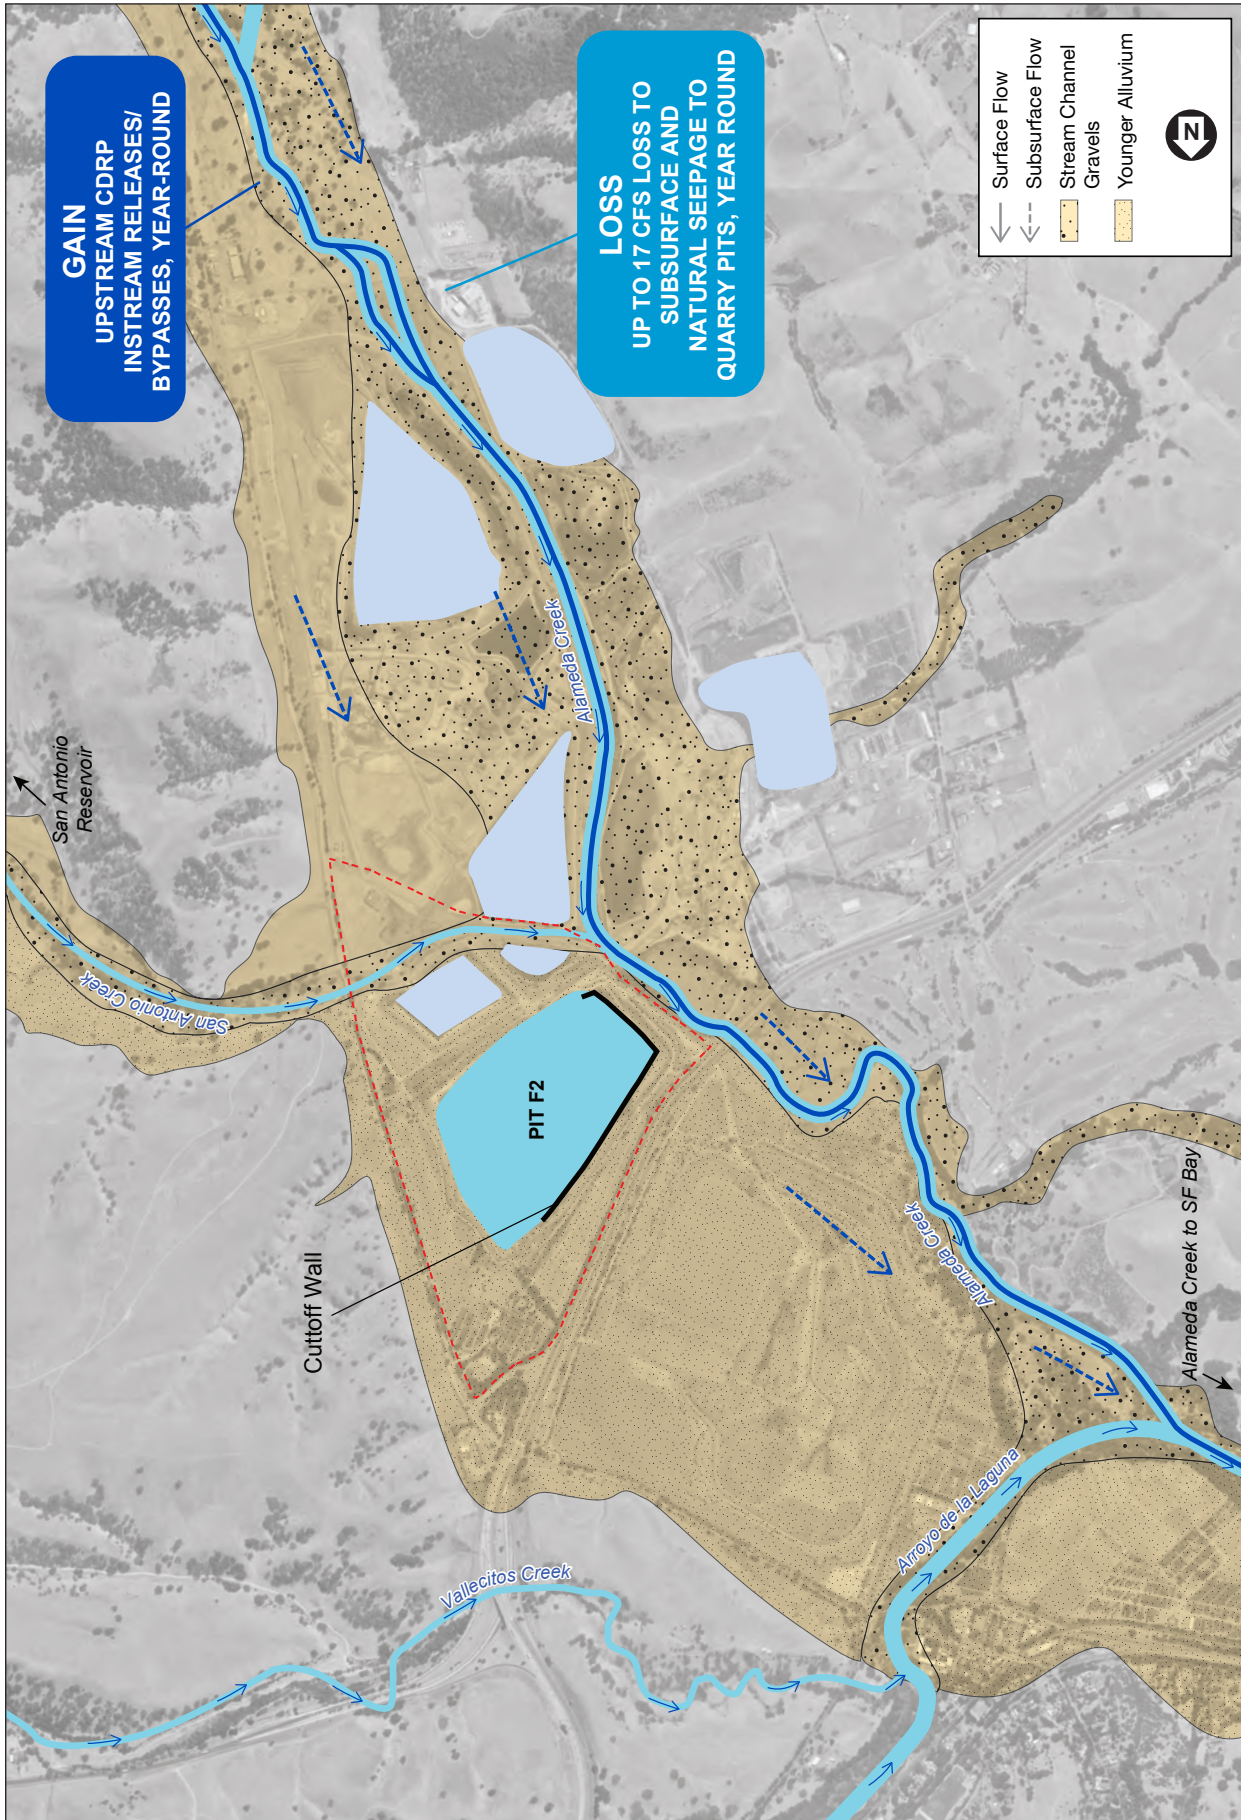 GAIN
UPSTREAM CDRP
INSTREAM RELEASES/
BYPASSES, YEAR-ROUND
LOSS
UP TO 17 CFS LOSS TO
SUBSURFACE AND
NATURAL SEEPAGE TO
QUARRY PITS, YEAR ROUND
Surface Flow
Subsurface Flow
Stream Channel
Gravels
Younger Alluvium
N
San Antonio
Reservoir
San Antonio Creek
Alameda Creek
PIT F2
Cuttoff Wall
Vallecitos Creek
Alameda Creek
Arroyo de la Laguna
Alameda Creek to SF Bay